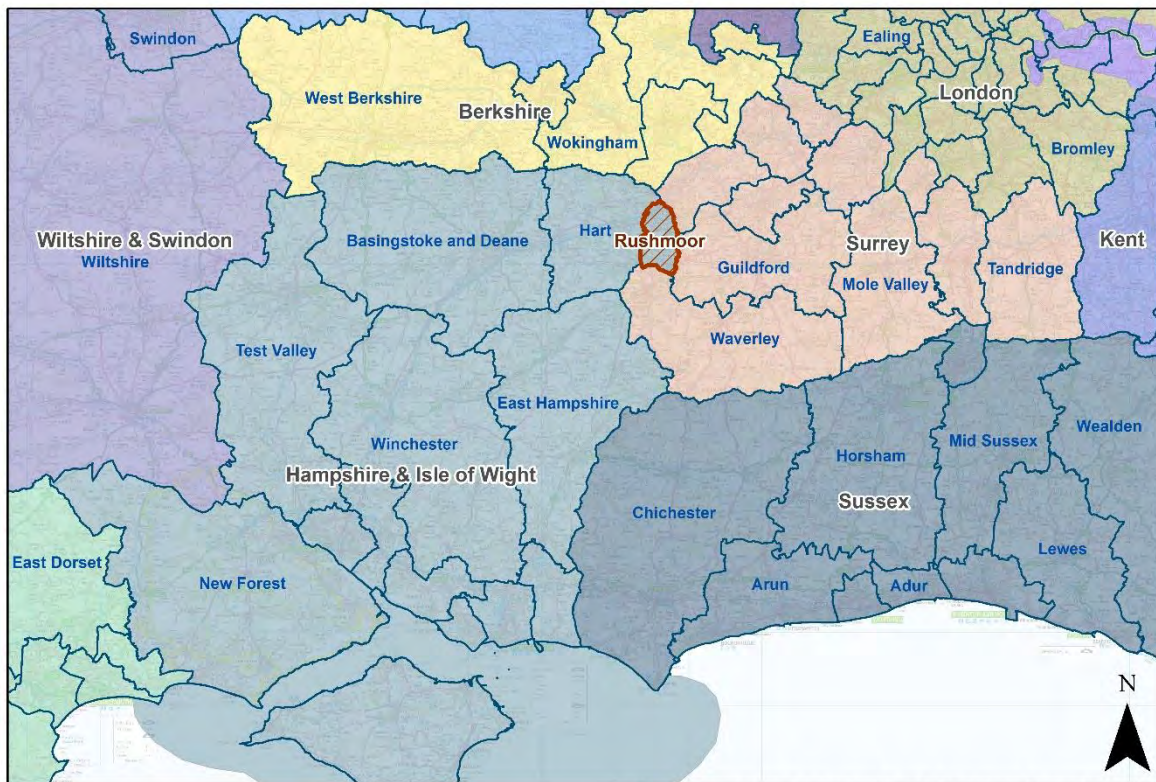 Swindon
Ealing
London
West Berkshire
Berkshire
Wokingham
Bromley
Wiltshire & Swindon
Wiltshire
Basingstoke and Deane
Hart
Rushmoor
Guildford
Surrey
Mole Valley
Tandridge
Kent
Test Valley
Waverley
East Hampshire
Winchester
Hampshire & Isle of Wight
Horsham
Mid Sussex
Wealden
Sussex
Chichester
Lewes
East Dorset
New Forest
Arun
Adur
N